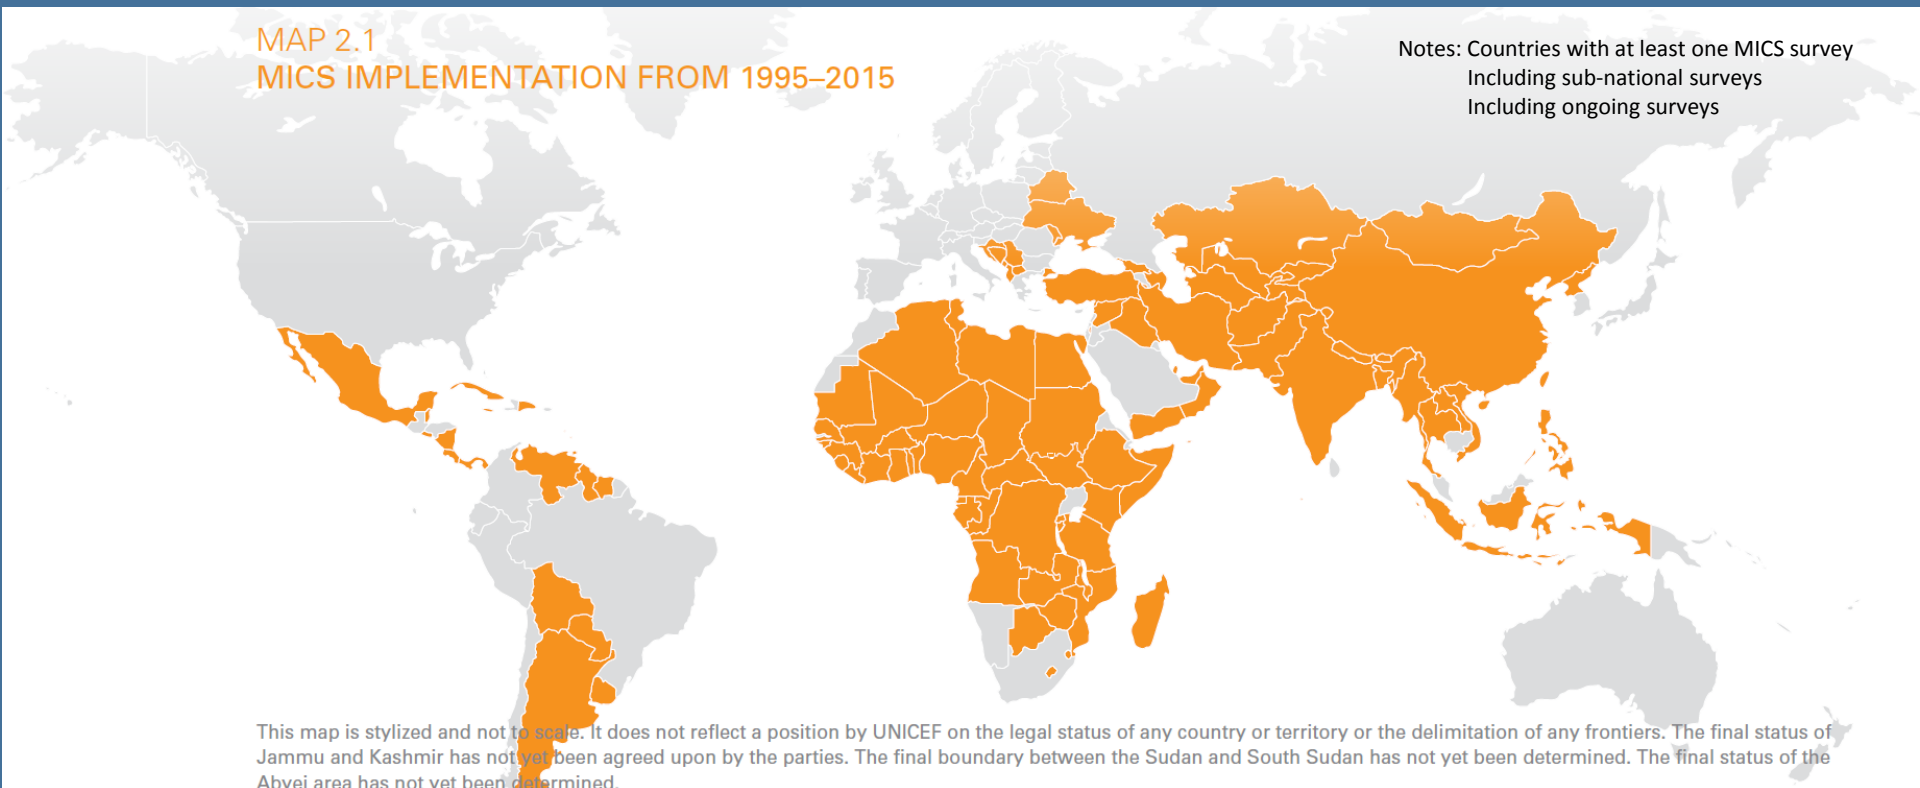 MAP 2.1
MICS IMPLEMENTATION FROM 1995–2015
Notes: Countries with at least one MICS survey
Including sub-national surveys
Including ongoing surveys
This map is stylized and not to scale. It does not reflect a position by UNICEF on the legal status of any country or territory or the delimitation of any frontiers. The final status of
Jammu and Kashmir has not yet been agreed upon by the parties. The final boundary between the Sudan and South Sudan has not yet been determined. The final status of the
Abyei area has not yet been determined.